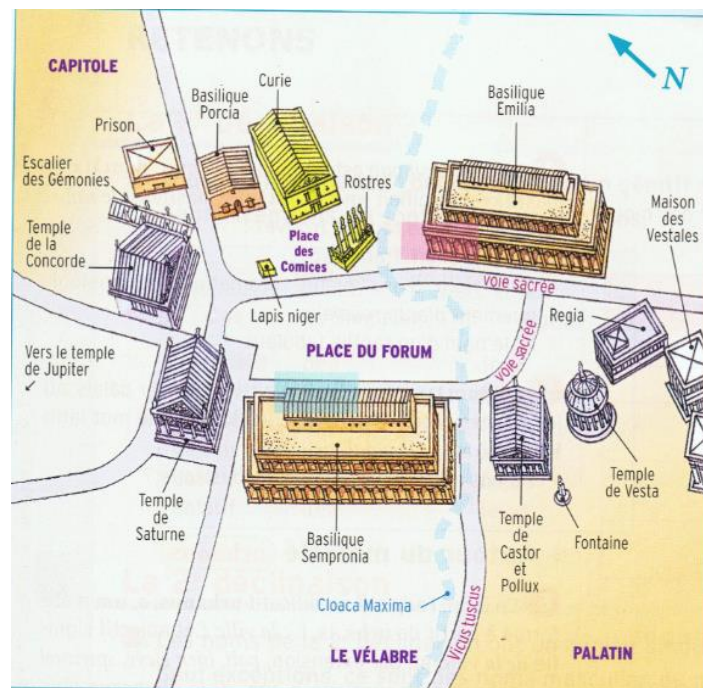 CAPITOLE
N
Curie
Basilique
Porcia
Prison
Basilique
Emilia
Escalier
des Gémonies
Rostres
Maison
des
Vestales
Temple
de la
Concorde
Place
des
Comices
voie sacrée
Lapis niger
Regia
Vers le temple
de Jupiter
↙
PLACE DU FORUM
voie sacrée
Temple
de
Saturne
Basilique
Sempronia
Temple
de
Castor
et
Pollux
Fontaine
Temple
de Vesta
Cloaca Maxima
Vicus tuscus
LE VÉLABRE
PALATIN